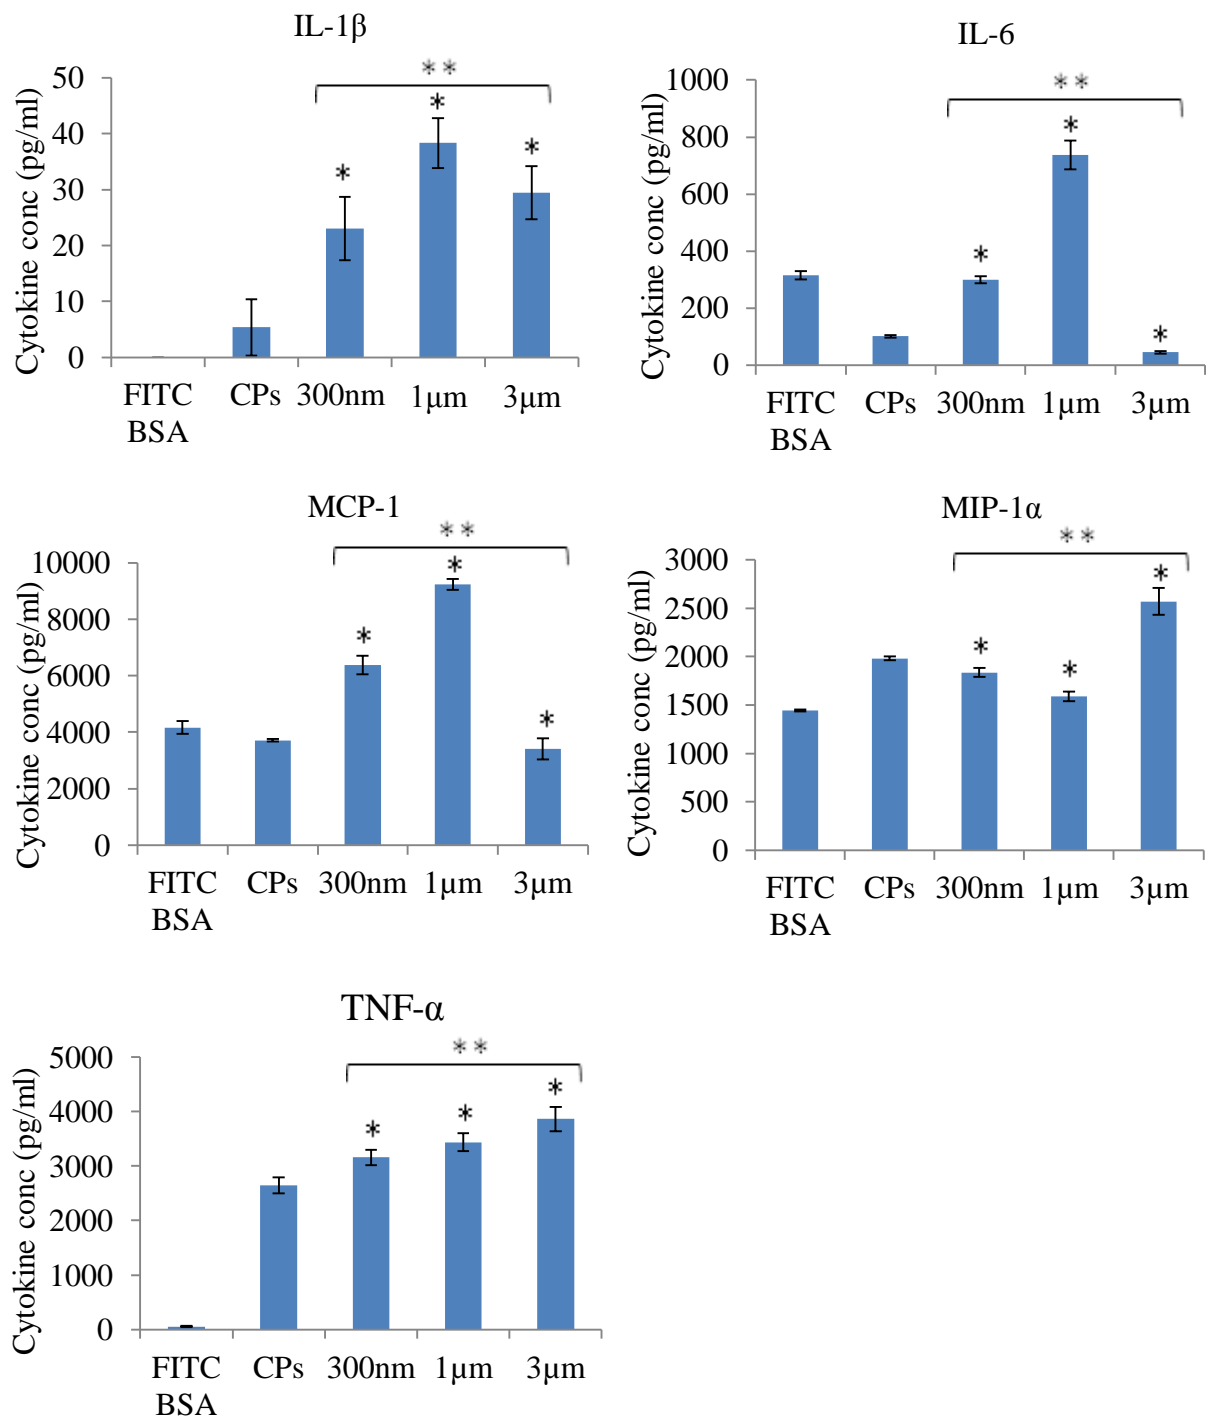 IL-1β
**
50
40
30
20
10
0
Cytokine conc (pg/ml)
*
*
*
FITC BSA
CPs
300nm
1µm
3µm
IL-6
**
1000
800
600
400
200
0
Cytokine conc (pg/ml)
*
*
*
FITC
BSA
CPs
300nm
1µm
3µm
MCP-1
**
10000
8000
6000
4000
2000
0
Cytokine conc (pg/ml)
*
*
*
FITC
BSA
CPs
300nm
1µm
3µm
MIP-1α
**
3000
2500
2000
1500
1000
500
0
Cytokine conc (pg/ml)
*
*
*
FITC
BSA
CPs
300nm
1µm
3µm
TNF-α
**
5000
4000
3000
2000
1000
0
Cytokine conc (pg/ml)
*
*
*
FITC
BSA
CPs
300nm
1µm
3µm